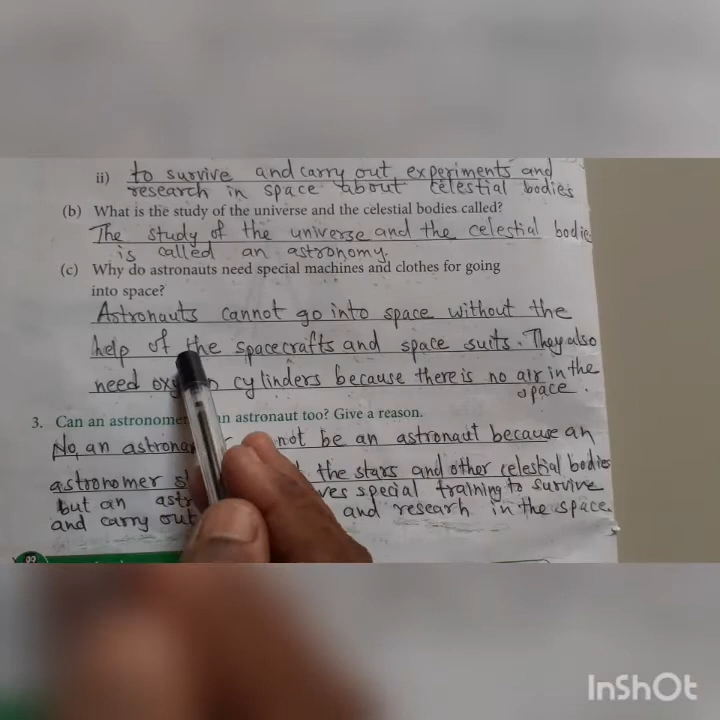 ii) to survive and carry out experiments and
research in space about celestial bodies
(b) What is the study of the universe and the celestial bodies called?
The study of the universe and the celestial bodie
is called an astronomy.
(c) Why do astronauts need special machines and clothes for going
into space?
Astronauts cannot go into space without the
help of the spacecrafts and space suits. They also
need cylinders because there is no air in the
space.
3. Can an astronome an astronaut too? Give a reason.
No, an not be an astronaut because an
astronomer the stars and other celestial bodies
but an special training to survive
and carry out and researh in the space.
InShOt